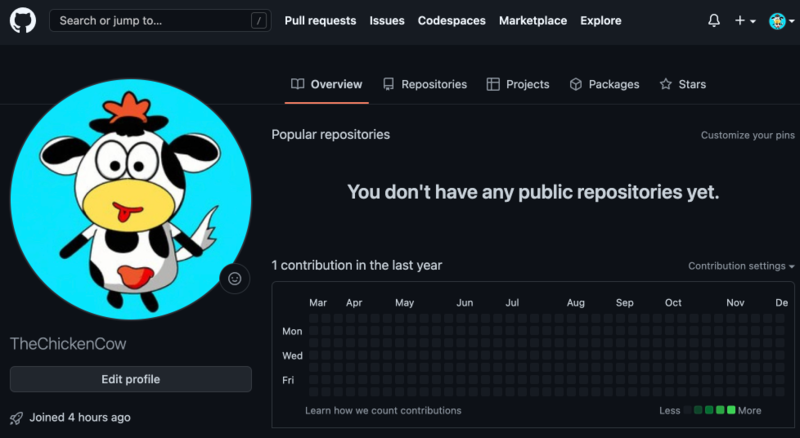 Search or jump to... / Pull requests Issues Codespaces Marketplace Explore
Overview Repositories Projects Packages Stars
Popular repositories Customize your pins
You don't have any public repositories yet.
1 contribution in the last year Contribution settings
Mar Apr May Jun Jul Aug Sep Oct Nov De
Mon
Wed
Fri
Learn how we count contributions Less More
TheChickenCow
Edit profile
Joined 4 hours ago